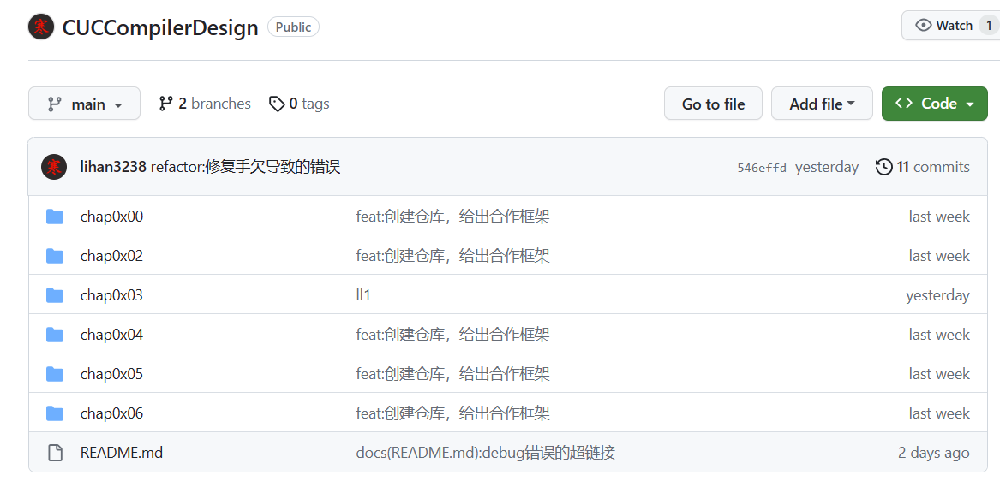 寒 CUCCompilerDesign Public Watch 1
main 2 branches 0 tags Go to file Add file Code
寒 lihan3238 refactor:修复手欠导致的错误 546effd yesterday 11 commits
chap0x00 feat:创建仓库，给出合作框架 last week
chap0x02 feat:创建仓库，给出合作框架 last week
chap0x03 ll1 yesterday
chap0x04 feat:创建仓库，给出合作框架 last week
chap0x05 feat:创建仓库，给出合作框架 last week
chap0x06 feat:创建仓库，给出合作框架 last week
README.md docs(README.md):debug错误的超链接 2 days ago